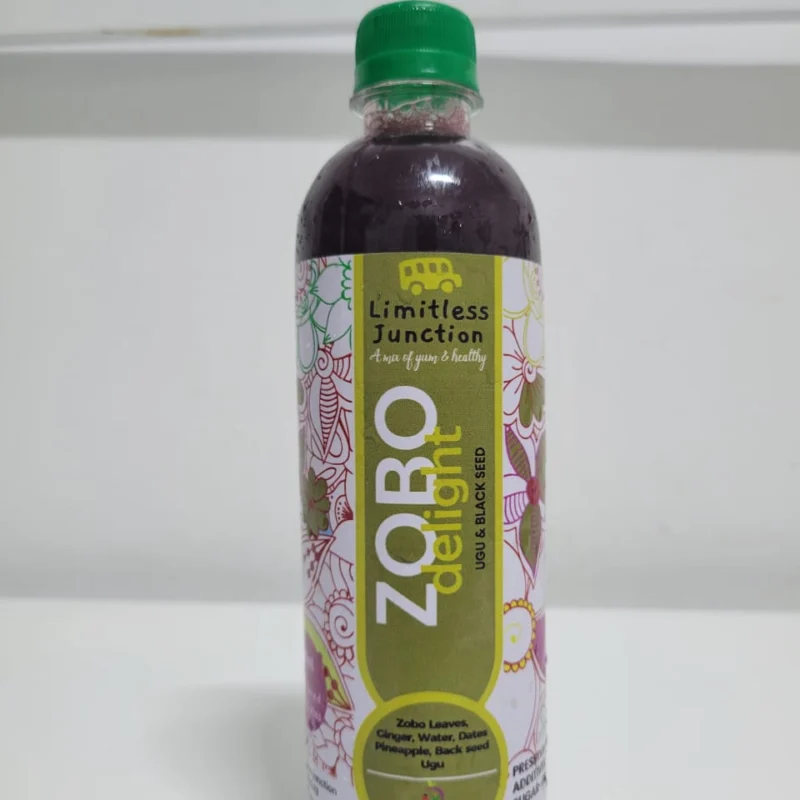 Limitless
Junction
A mix of yum & healthy
ZOBO
delight
UGU & BLACK SEED
Zobo Leaves,
Ginger, Water, Dates
Pineapple, Back seed
Ugu